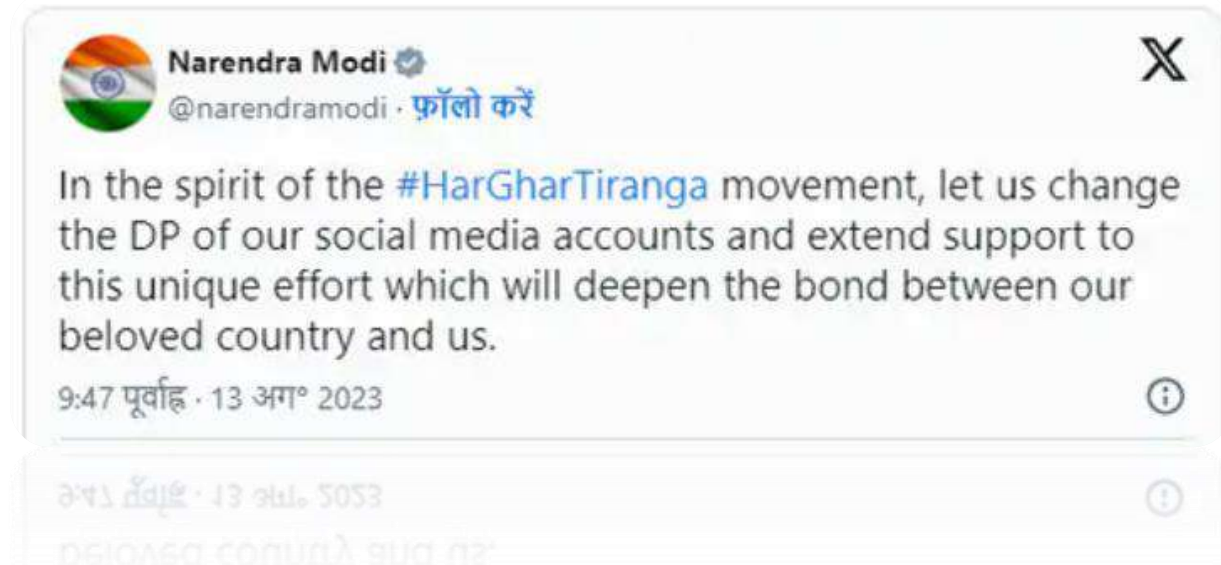 Narendra Modi
@narendramodi · फ़ॉलो करें
In the spirit of the #HarGharTiranga movement, let us change
the DP of our social media accounts and extend support to
this unique effort which will deepen the bond between our
beloved country and us.
9:47 पूर्वाह्न · 13 अग॰ 2023